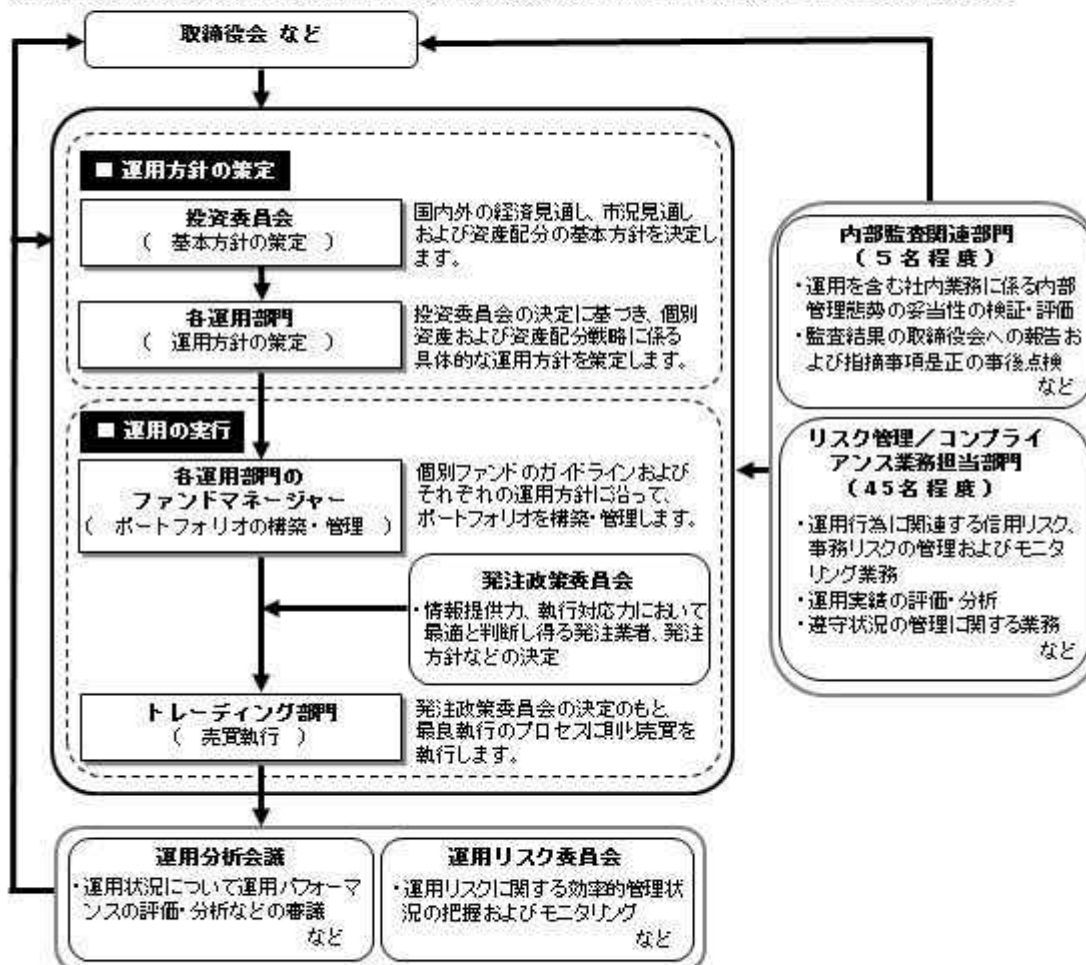 取締役会 など
■ 運用方針の策定
投資委員会
( 基本方針の策定 )
国内外の経済見通し、市況見通し
および資産配分の基本方針を決定し
ます。
各運用部門
( 運用方針の策定 )
投資委員会の決定に基づき、個別
資産および資産配分戦略に係る
具体的な運用方針を策定します。
■ 運用の実行
各運用部門の
ファンドマネージャー
( ポートフォリオの構築・管理 )
個別ファンドのガイドラインおよび
それぞれの運用方針に沿って、
ポートフォリオを構築・管理します。
発注政策委員会
・情報提供力、執行対応力において
最適と判断し得る発注業者、発注
方針などの決定
トレーディング部門
( 売買執行 )
発注政策委員会の決定のもと、
最良執行のプロセスに則り売買を
執行します。
運用分析会議
・運用状況について運用パフォーマ
ンスの評価・分析などの審議
など
運用リスク委員会
・運用リスクに関する効率的管理状
況の把握およびモニタリング
など
内部監査関連部門
(5名程度)
・運用を含む社内業務に係る内部
管理態勢の妥当性の検証・評価
・監査結果の取締役会への報告お
よび指摘事項是正の事後点検
など
リスク管理／コンプライ
アンス業務担当部門
(45名程度)
・運用行為に関連する信用リスク、
事務リスクの管理およびモニタ
リング業務
・運用実績の評価・分析
・遵守状況の管理に関する業務
など